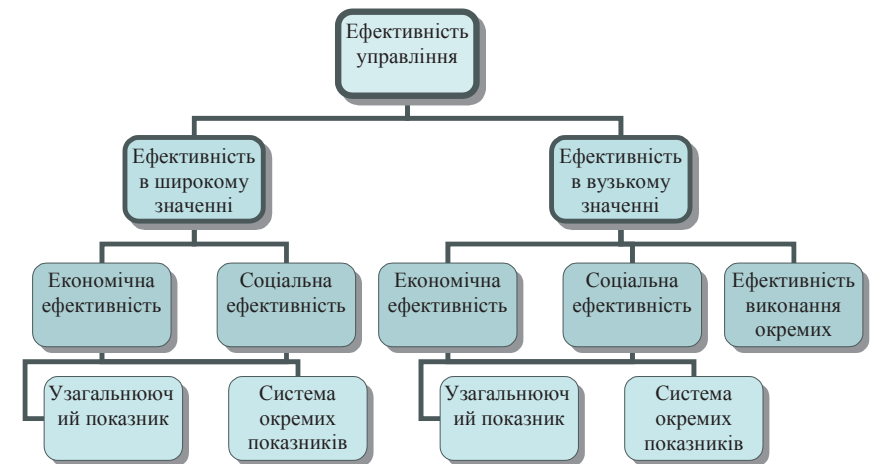 Ефективність
управління
Ефективність
в широкому
значенні
Ефективність
в вузькому
значенні
Економічна
ефективність
Соціальна
ефективність
Економічна
ефективність
Соціальна
ефективність
Ефективність
виконання
окремих
Узагальнюююч
ий показник
Система
окремих
показників
Узагальнююч
ий показник
Система
окремих
показників